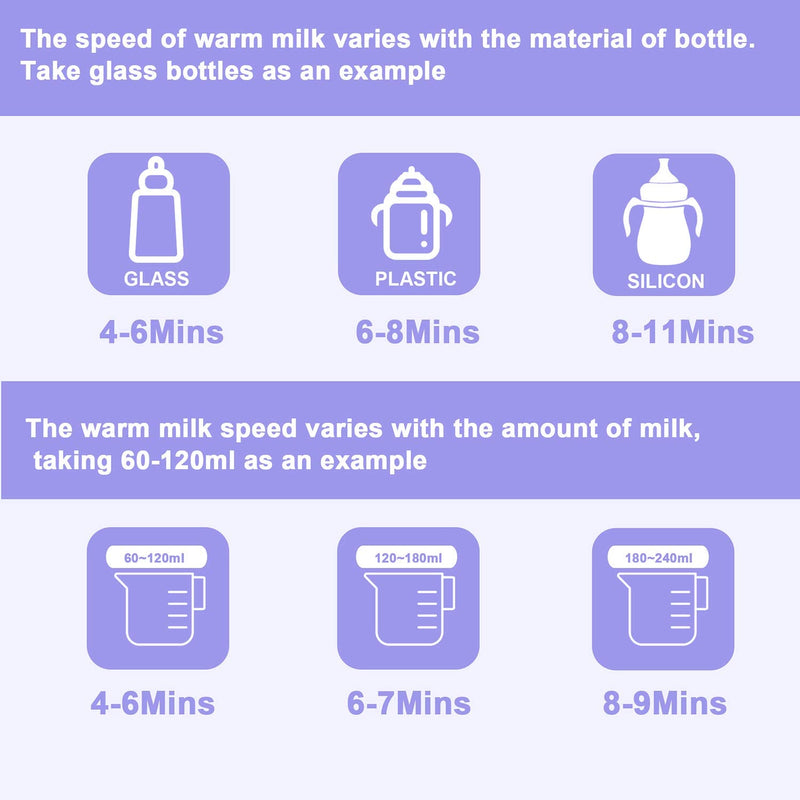 The speed of warm milk varies with the material of bottle.
Take glass bottles as an example
GLASS
PLASTIC
SILICON
4-6Mins
6-8Mins
8-11Mins
The warm milk speed varies with the amount of milk,
taking 60-120ml as an example
60~120ml
120~180ml
180~240ml
4-6Mins
6-7Mins
8-9Mins